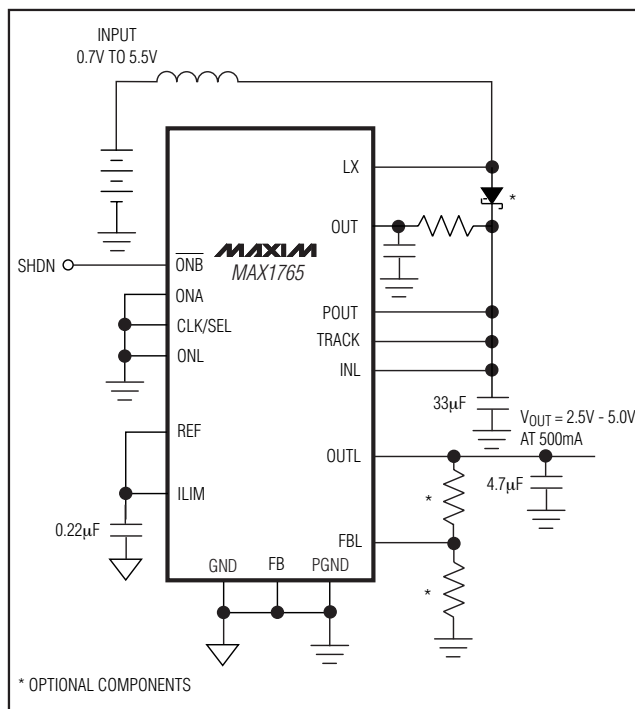 INPUT
0.7V TO 5.5V
LX
*
OUT
MAXIM
MAX1765
SHDN
ONB
ONA
CLK/SEL
ONL
POUT
TRACK
INL
33µF
VOUT = 2.5V - 5.0V
AT 500mA
REF
OUTL
4.7µF
*
ILIM
0.22µF
FBL
*
GND
FB
PGND
* OPTIONAL COMPONENTS